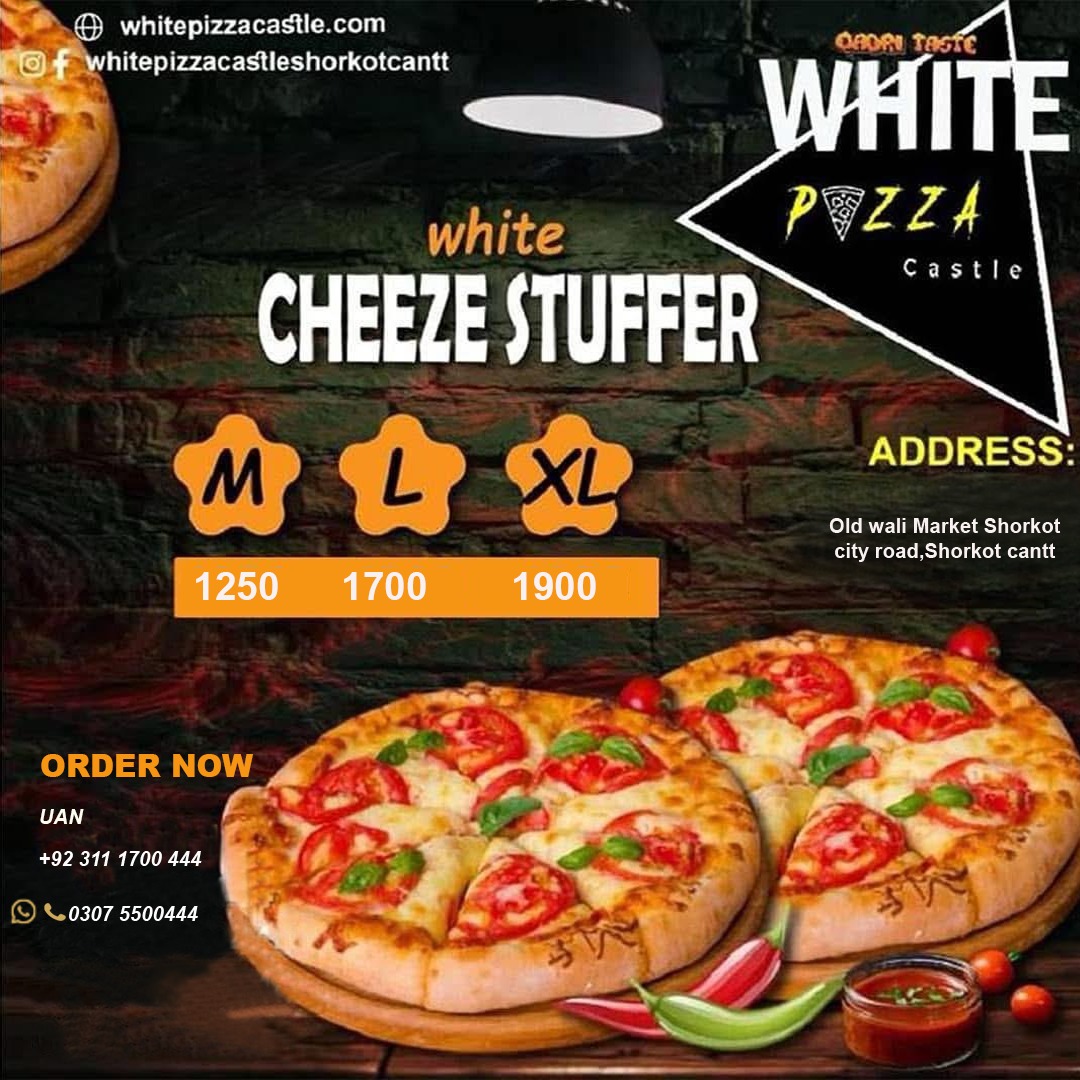 whitepizzacastle.com
whitepizzacastleshorkotcantt
QADRI TASTE
WHITE
PIZZA
Castle
white
CHEEZE STUFFER
M L XL
1250 1700 1900
ADDRESS:
Old wali Market Shorkot
city road,Shorkot cantt
ORDER NOW
UAN
+92 311 1700 444
0307 5500444